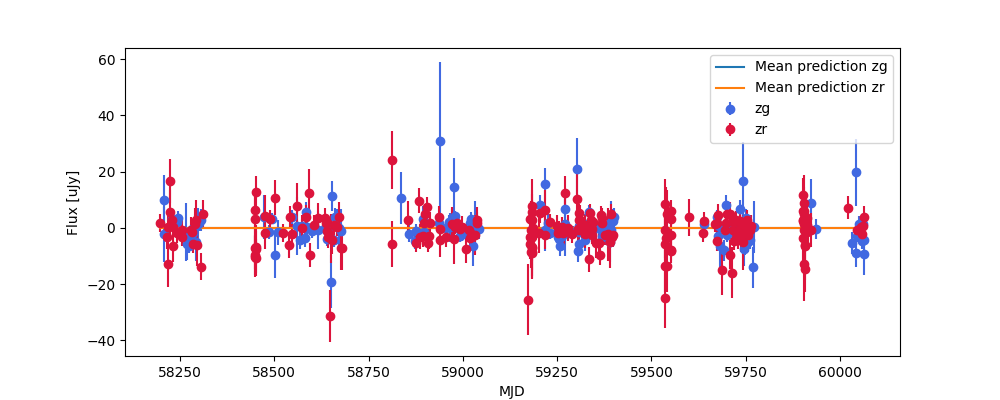 60
40
20
0
−20
−40
Flux [uJy]
58250
58500
58750
59000
59250
59500
59750
60000
MJD
Mean prediction zg
Mean prediction zr
zg
zr